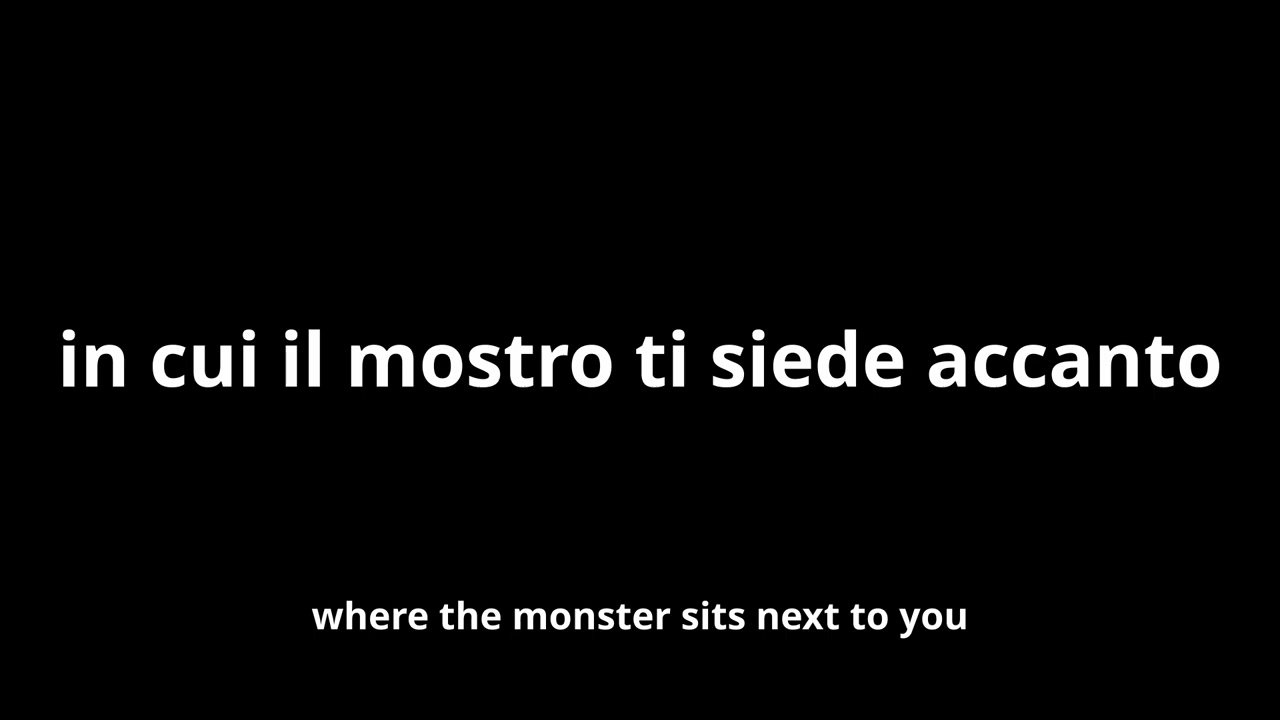 in cui il mostro ti siede accanto
where the monster sits next to you